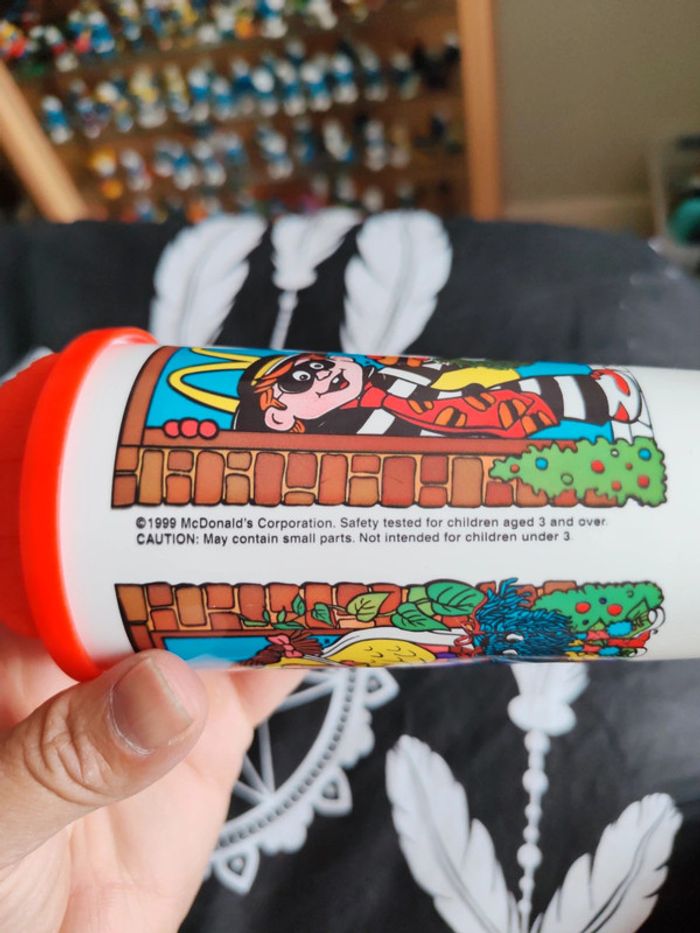 ©1999 McDonald's Corporation. Safety tested for children aged 3 and over.
CAUTION: May contain small parts. Not intended for children under 3.